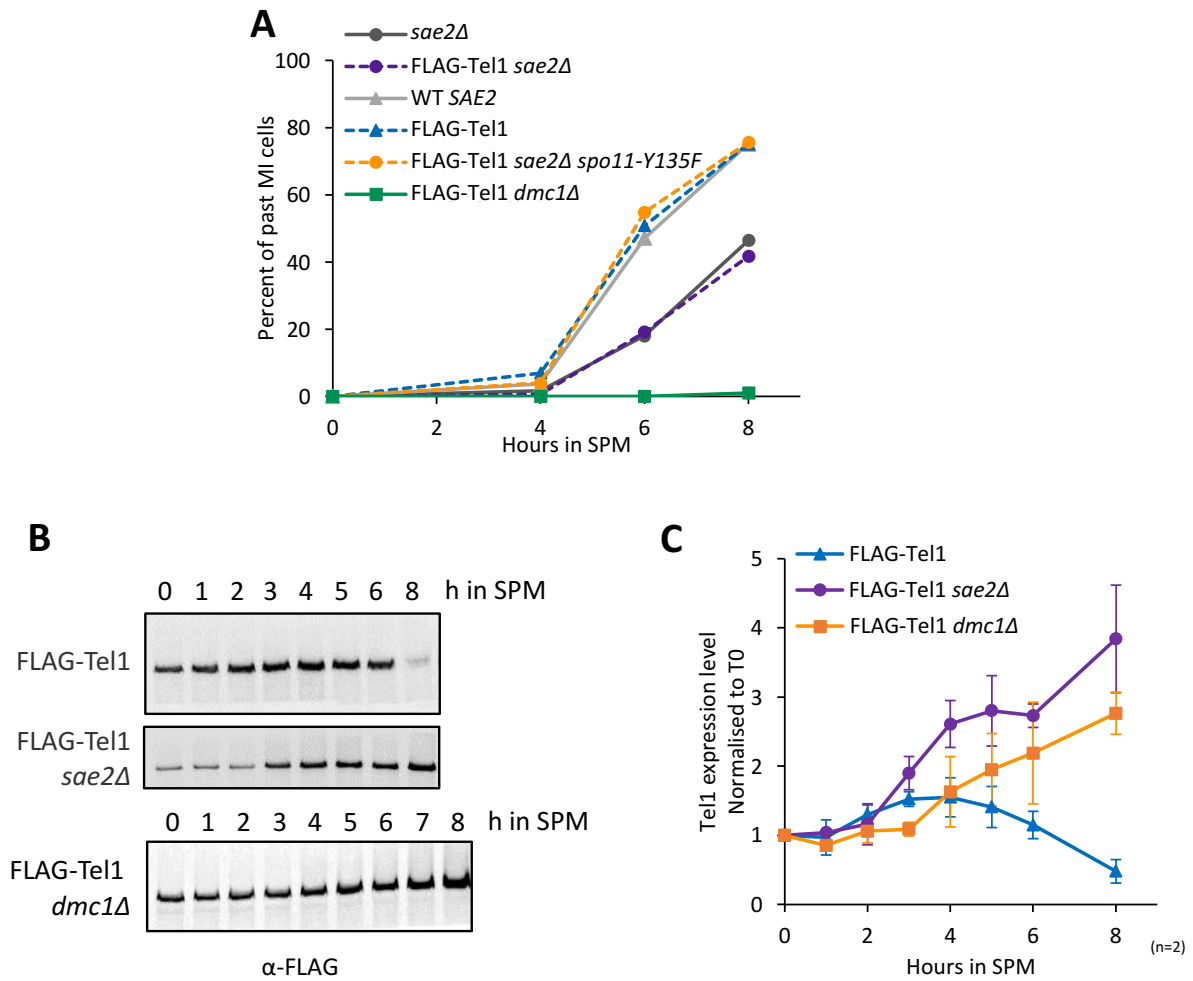 A
sae2Δ
FLAG-Tel1 sae2Δ
WT SAE2
FLAG-Tel1
FLAG-Tel1 sae2Δ spo11-Y135F
FLAG-Tel1 dmc1Δ
Percent of past MI cells
100
80
60
40
20
0
0 2 4 6 8
Hours in SPM
B
0 1 2 3 4 5 6 8 h in SPM
FLAG-Tel1
FLAG-Tel1
sae2Δ
0 1 2 3 4 5 6 7 8 h in SPM
FLAG-Tel1
dmc1Δ
α-FLAG
C
FLAG-Tel1
FLAG-Tel1 sae2Δ
FLAG-Tel1 dmc1Δ
Tel1 expression level
Normalised to T0
5
4
3
2
1
0
0 2 4 6 8
(n=2)
Hours in SPM